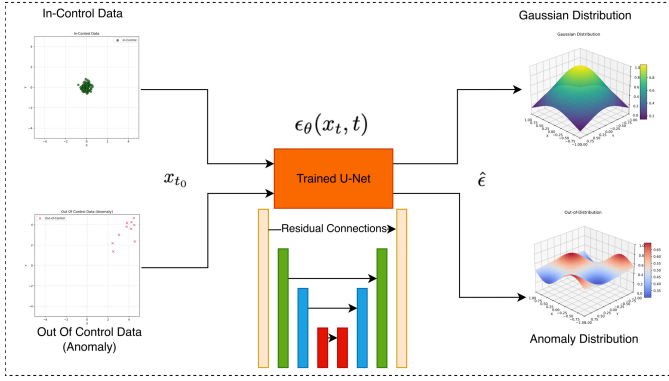 In-Control Data
Gaussian Distribution
In-Control Data
In-Control
Gaussian Distribution
ϵθ(xt, t)
Trained U-Net
xt0
ϵ̂
Residual Connections
Out Of Control Data (Anomaly)
Out-of-Control
Out-of-Distribution
Out Of Control Data
(Anomaly)
Anomaly Distribution